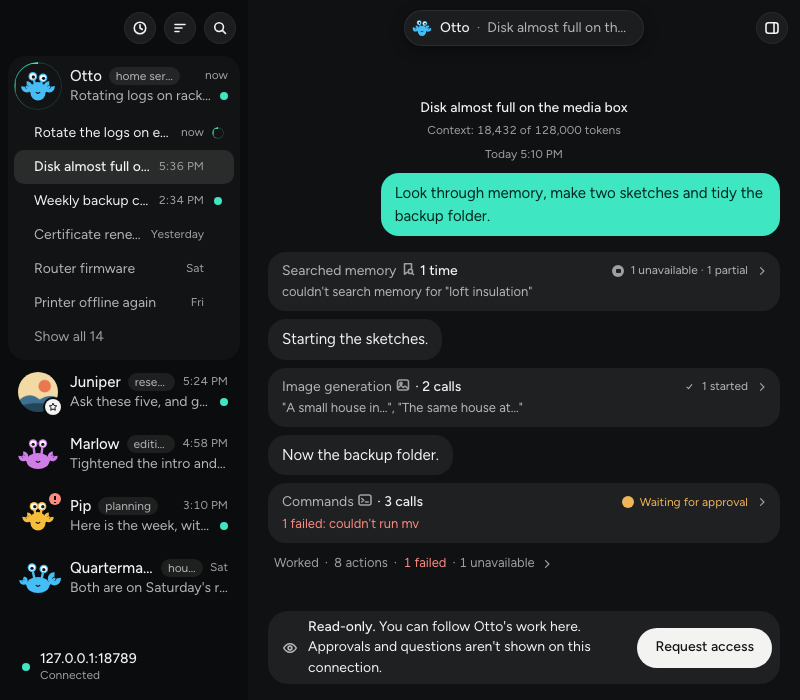 Otto · Disk almost full on th...
Otto home ser... now
Rotating logs on rack...
Rotate the logs on e... now
Disk almost full o... 5:36 PM
Weekly backup c... 2:34 PM
Certificate rene... Yesterday
Router firmware Sat
Printer offline again Fri
Show all 14
Juniper rese... 5:24 PM
Ask these five, and g...
Marlow editi... 4:58 PM
Tightened the intro and...
Pip planning 3:10 PM
Here is the week, wit...
Quarterma... hou... Sat
Both are on Saturday's r...
127.0.0.1:18789
Connected
Disk almost full on the media box
Context: 18,432 of 128,000 tokens
Today 5:10 PM
Look through memory, make two sketches and tidy the
backup folder.
Searched memory 1 time 1 unavailable · 1 partial
couldn't search memory for "loft insulation"
Starting the sketches.
Image generation · 2 calls 1 started
"A small house in...", "The same house at..."
Now the backup folder.
Commands · 3 calls Waiting for approval
1 failed: couldn't run mv
Worked · 8 actions · 1 failed · 1 unavailable
Read-only. You can follow Otto's work here.
Approvals and questions aren't shown on this
connection.
Request access